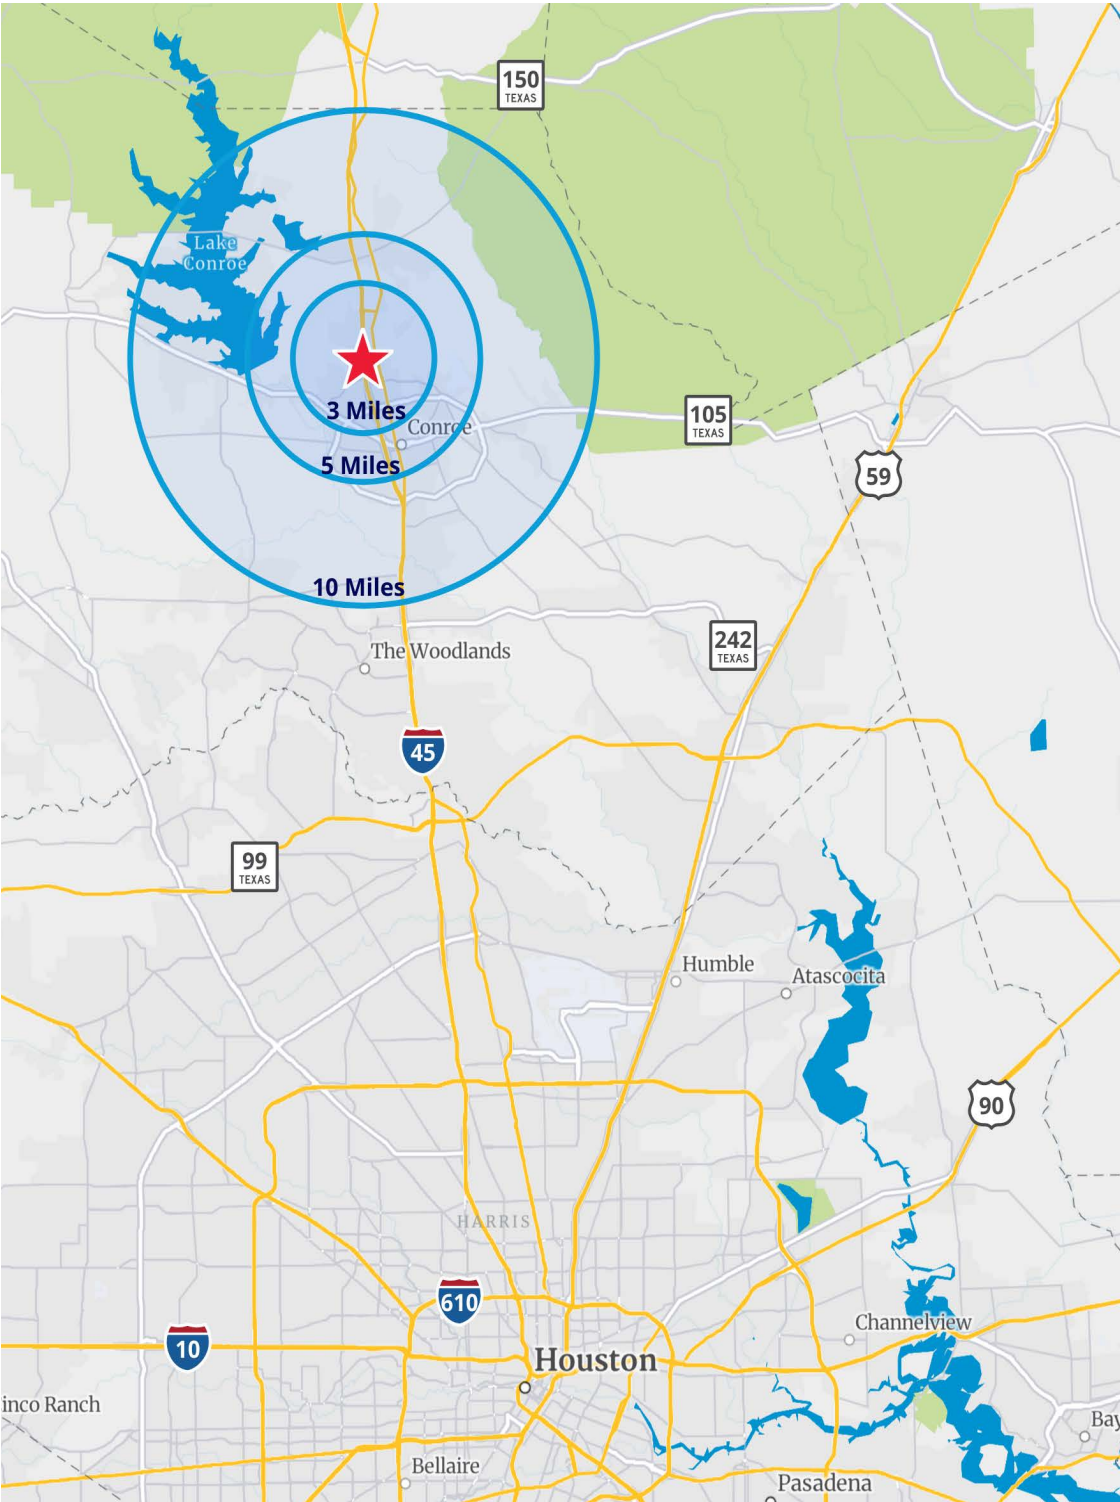 150
TEXAS
Lake
Conroe
3 Miles
105
TEXAS
Conroe
5 Miles
59
10 Miles
242
TEXAS
The Woodlands
45
99
TEXAS
Humble
Atascocita
90
HARRIS
610
Channelview
10
Houston
inco Ranch
Bay
Bellaire
Pasadena